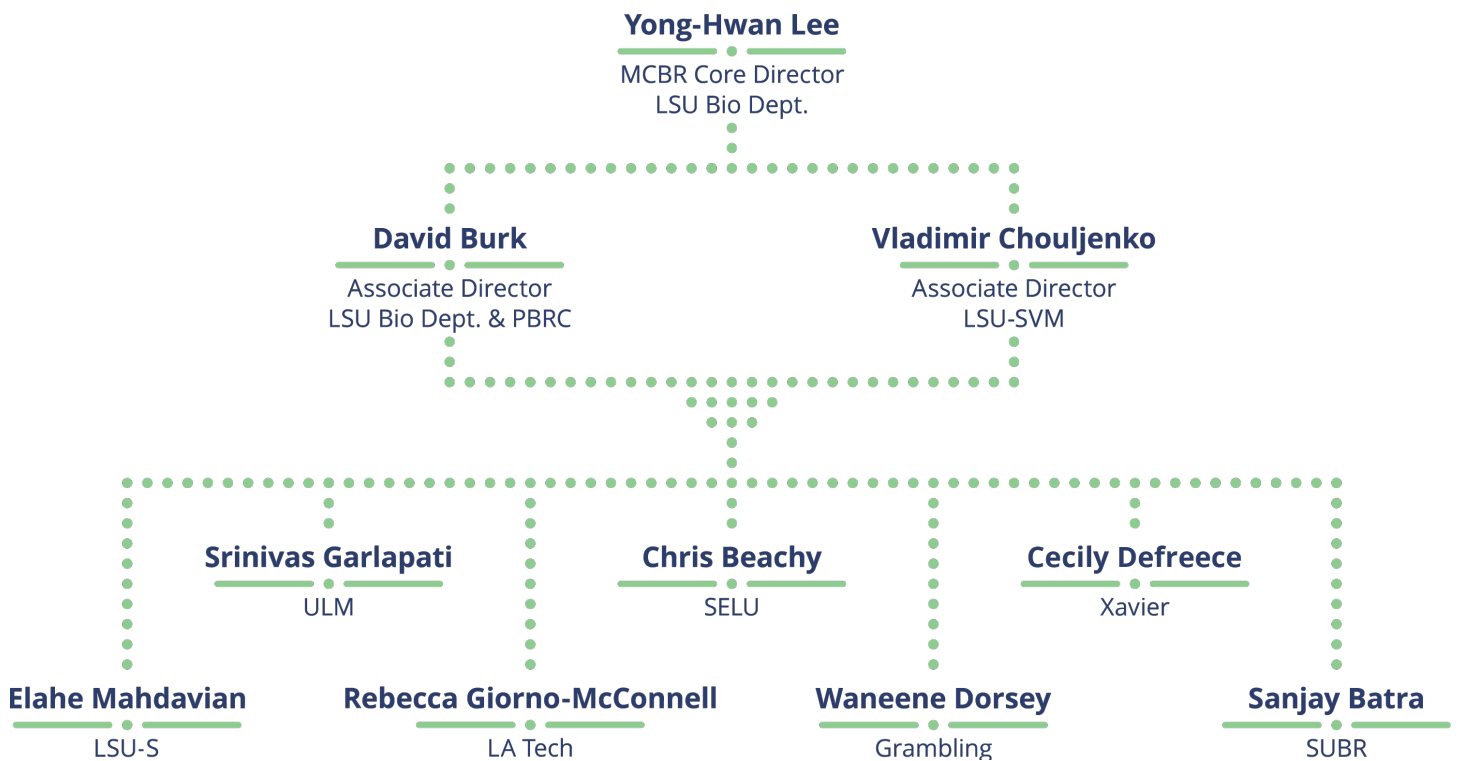 Yong-Hwan Lee
MCBR Core Director
LSU Bio Dept.
David Burk
Associate Director
LSU Bio Dept. & PBRC
Vladimir Chouljenko
Associate Director
LSU-SVM
Srinivas Garlapati
ULM
Chris Beachy
SELU
Cecily Defreece
Xavier
Elahe Mahdavian
LSU-S
Rebecca Giorno-McConnell
LA Tech
Waneene Dorsey
Grambling
Sanjay Batra
SUBR